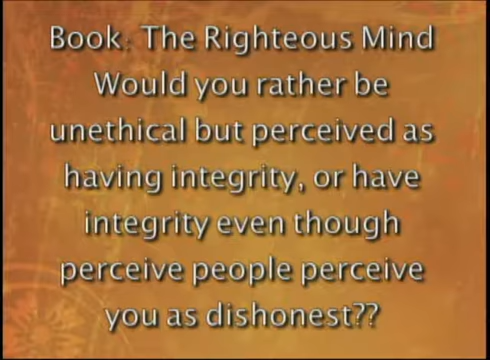 Book: The Righteous Mind
Would you rather be
unethical but perceived as
having integrity, or have
integrity even though
perceive people perceive
you as dishonest??